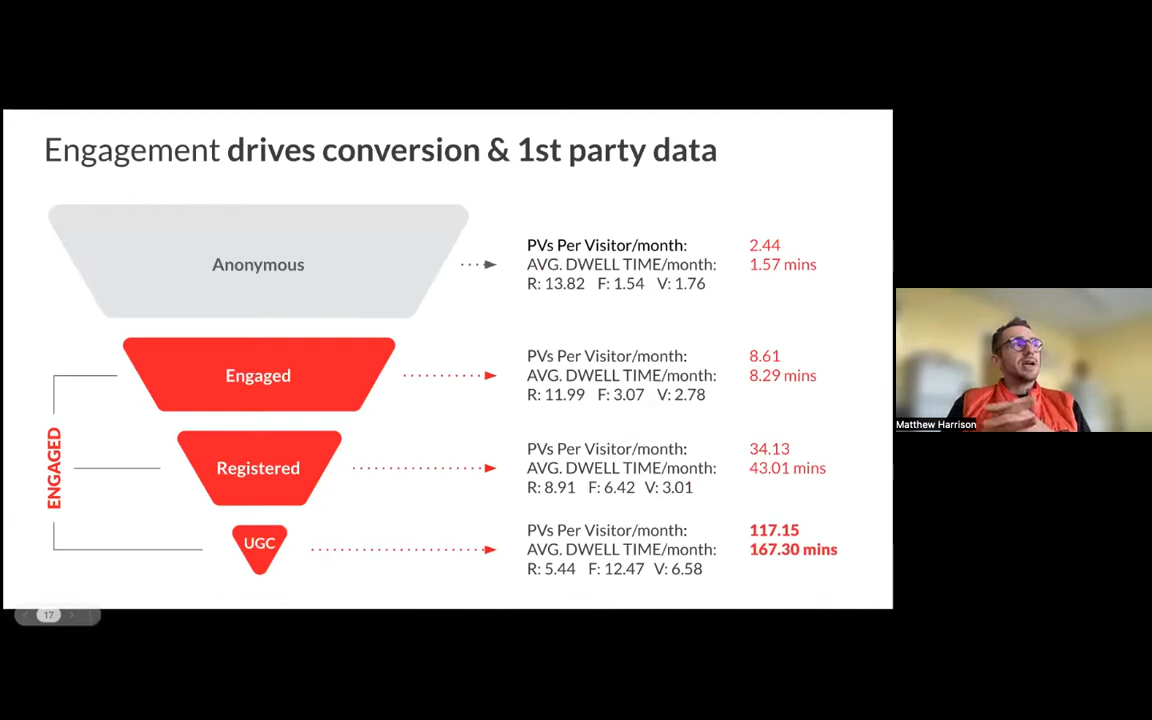 Engagement drives conversion & 1st party data
Anonymous
PVs Per Visitor/month: 2.44
AVG. DWELL TIME/month: 1.57 mins
R: 13.82 F: 1.54 V: 1.76
ENGAGED
Engaged
PVs Per Visitor/month: 8.61
AVG. DWELL TIME/month: 8.29 mins
R: 11.99 F: 3.07 V: 2.78
Registered
PVs Per Visitor/month: 34.13
AVG. DWELL TIME/month: 43.01 mins
R: 8.91 F: 6.42 V: 3.01
UGC
PVs Per Visitor/month: 117.15
AVG. DWELL TIME/month: 167.30 mins
R: 5.44 F: 12.47 V: 6.58
17
Matthew Harrison